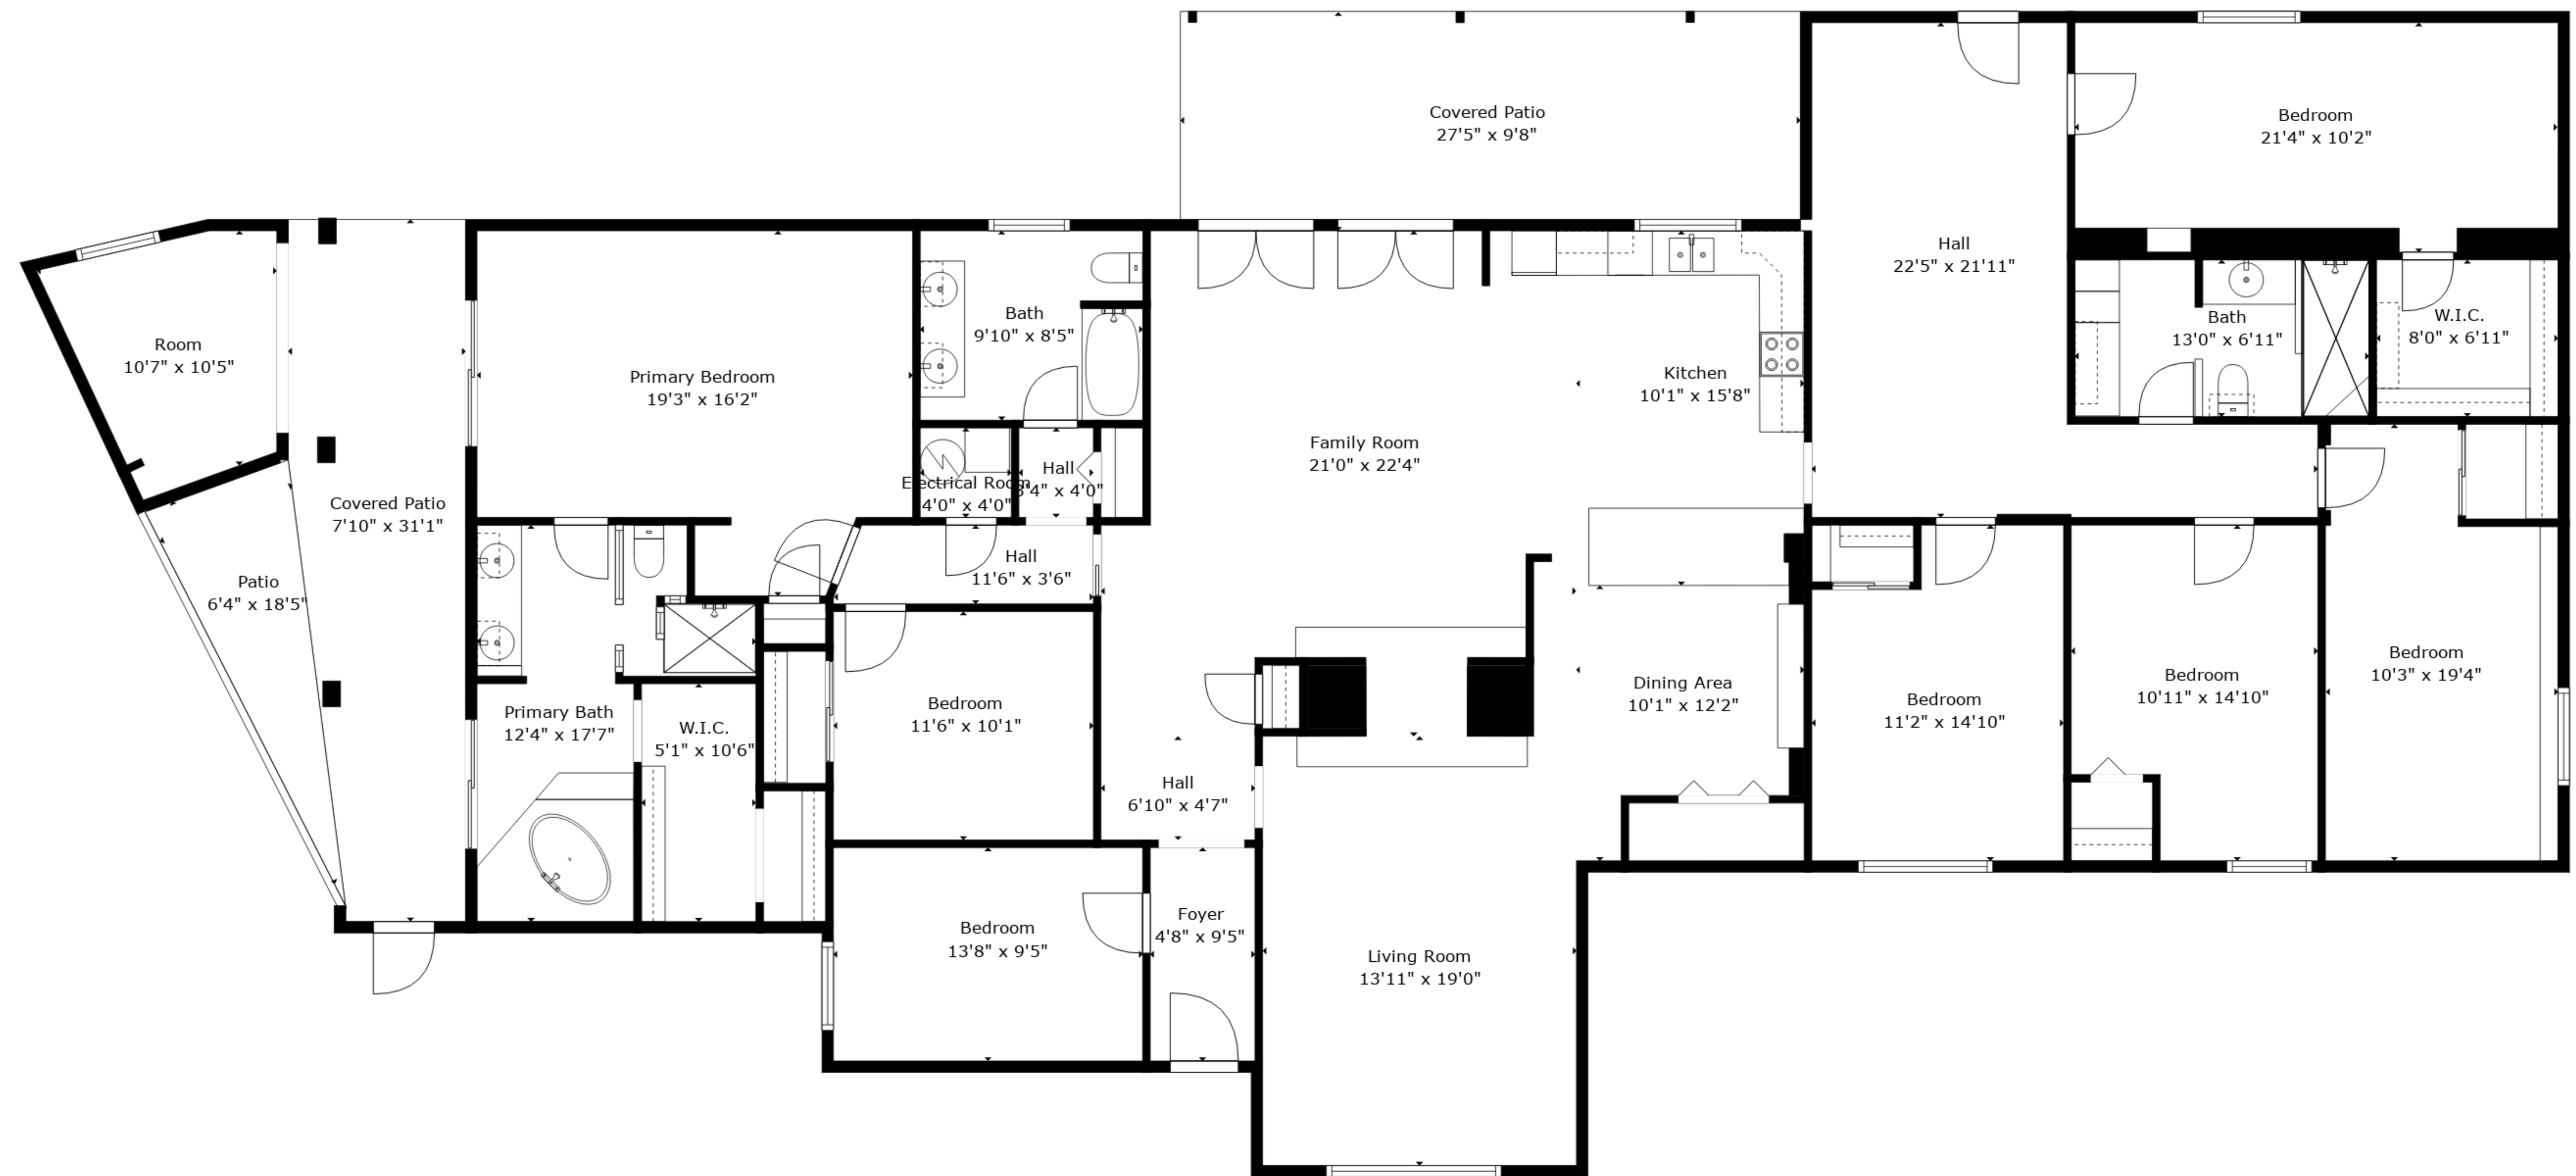 Covered Patio
27'5" x 9'8"
Bedroom
21'4" x 10'2"
Hall
22'5" x 21'11"
Room
10'7" x 10'5"
Primary Bedroom
19'3" x 16'2"
Bath
9'10" x 8'5"
Kitchen
10'1" x 15'8"
Bath
13'0" x 6'11"
W.I.C.
8'0" x 6'11"
Family Room
21'0" x 22'4"
Covered Patio
7'10" x 31'1"
Electrical Room
4'0" x 4'0"
Hall
3'4" x 4'0"
Hall
11'6" x 3'6"
Patio
6'4" x 18'5"
Primary Bath
12'4" x 17'7"
W.I.C.
5'1" x 10'6"
Bedroom
11'6" x 10'1"
Hall
6'10" x 4'7"
Dining Area
10'1" x 12'2"
Bedroom
11'2" x 14'10"
Bedroom
10'11" x 14'10"
Bedroom
10'3" x 19'4"
Bedroom
13'8" x 9'5"
Foyer
4'8" x 9'5"
Living Room
13'11" x 19'0"